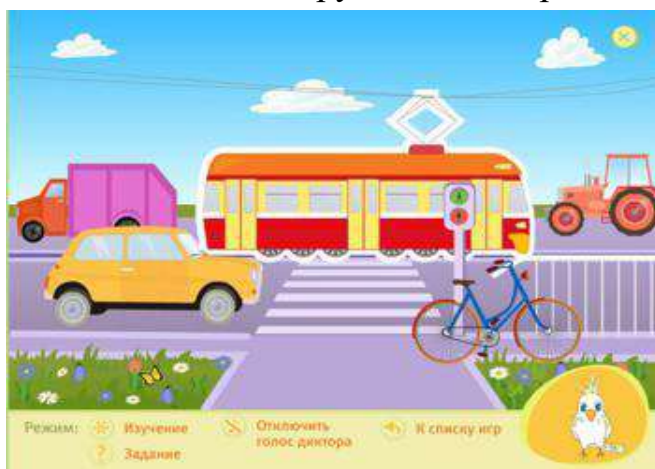 Режим:
Изучение
? Задание
Отключить
голос диктора
К списку игр